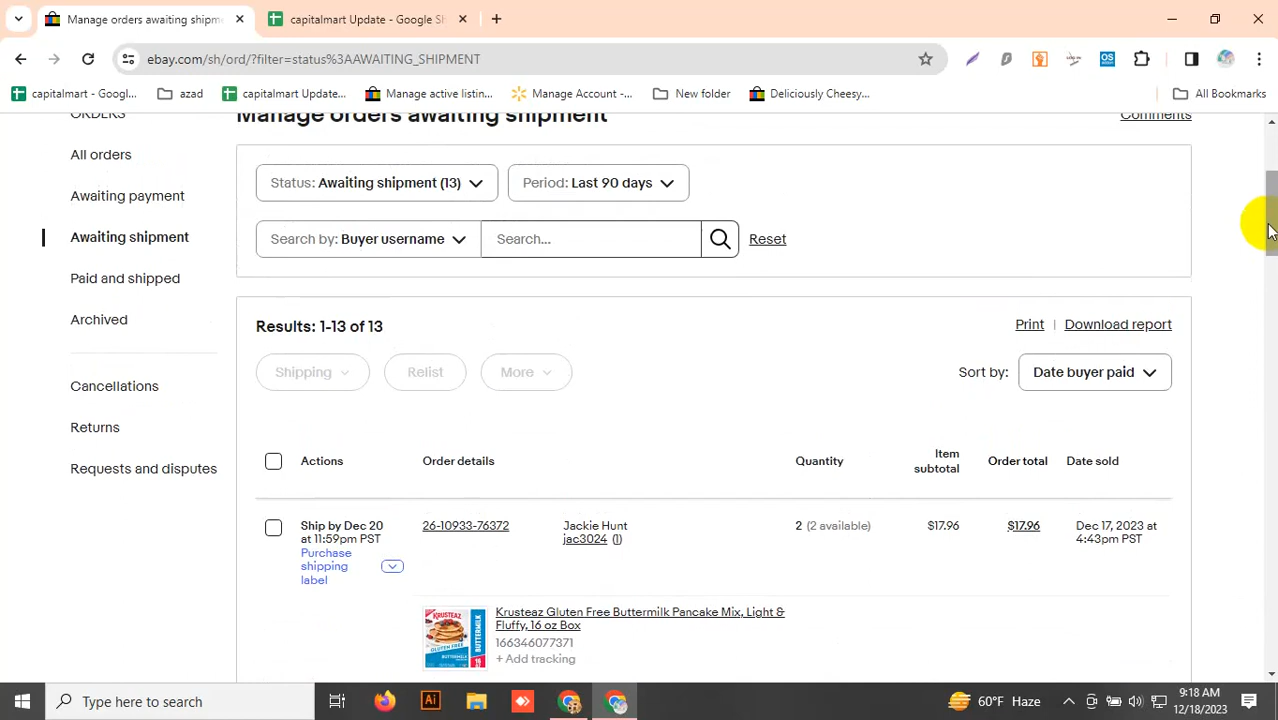 Manage orders awaiting shipm
capitalmart Update - Google Sh
ebay.com/sh/ord/?filter=status%3AAWAITING_SHIPMENT
capitalmart - Googl...
azad
capitalmart Update...
Manage active listin...
Manage Account -...
New folder
Deliciously Cheesy...
All Bookmarks
ORDERS
Manage orders awaiting shipment
Comments
All orders
Awaiting payment
Awaiting shipment
Paid and shipped
Archived
Cancellations
Returns
Requests and disputes
Status: Awaiting shipment (13)
Period: Last 90 days
Search by: Buyer username
Search...
Reset
Results: 1-13 of 13
Print | Download report
Shipping
Relist
More
Sort by: Date buyer paid
Actions
Order details
Quantity
Item
subtotal
Order total
Date sold
Ship by Dec 20
at 11:59pm PST
Purchase
shipping
label
26-10933-76372
Jackie Hunt
jac3024 (1)
2 (2 available)
$17.96
$17.96
Dec 17, 2023 at
4:43pm PST
KRUSTEAZ
GLUTEN FREE
BUTTERMILK
Krusteaz Gluten Free Buttermilk Pancake Mix, Light &
Fluffy, 16 oz Box
166346077371
+ Add tracking
Type here to search
Ai
60°F Haze
9:18 AM
12/18/2023